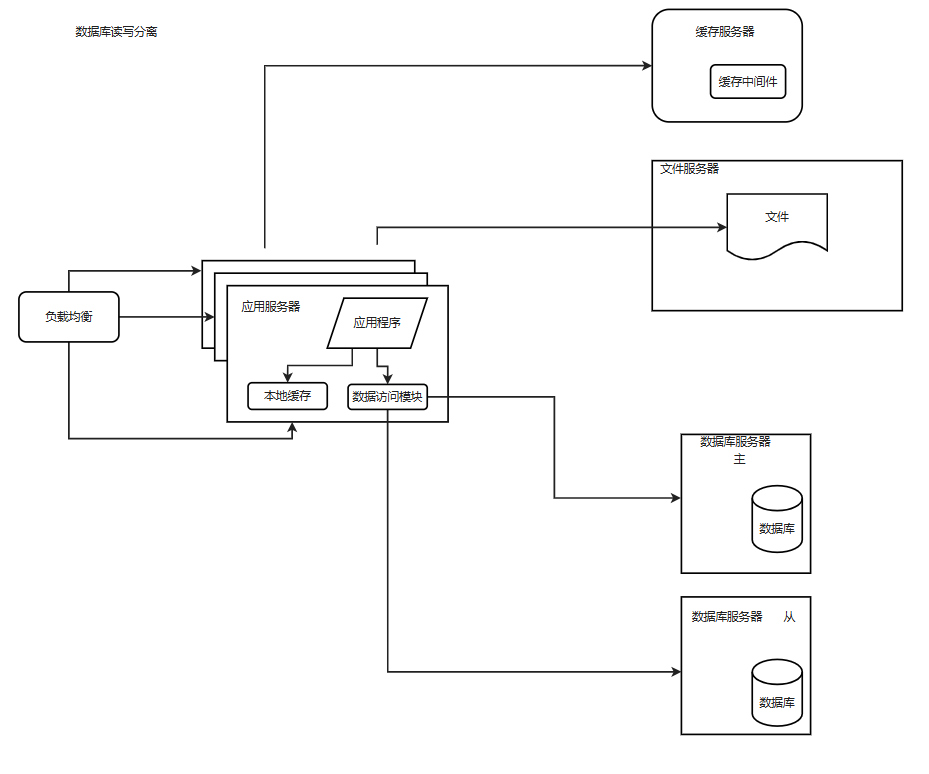 数据库读写分离
缓存服务器
缓存中间件
文件服务器
文件
负载均衡
应用服务器
应用程序
本地缓存
数据访问模块
数据库服务器
主
数据库
数据库服务器 从
数据库